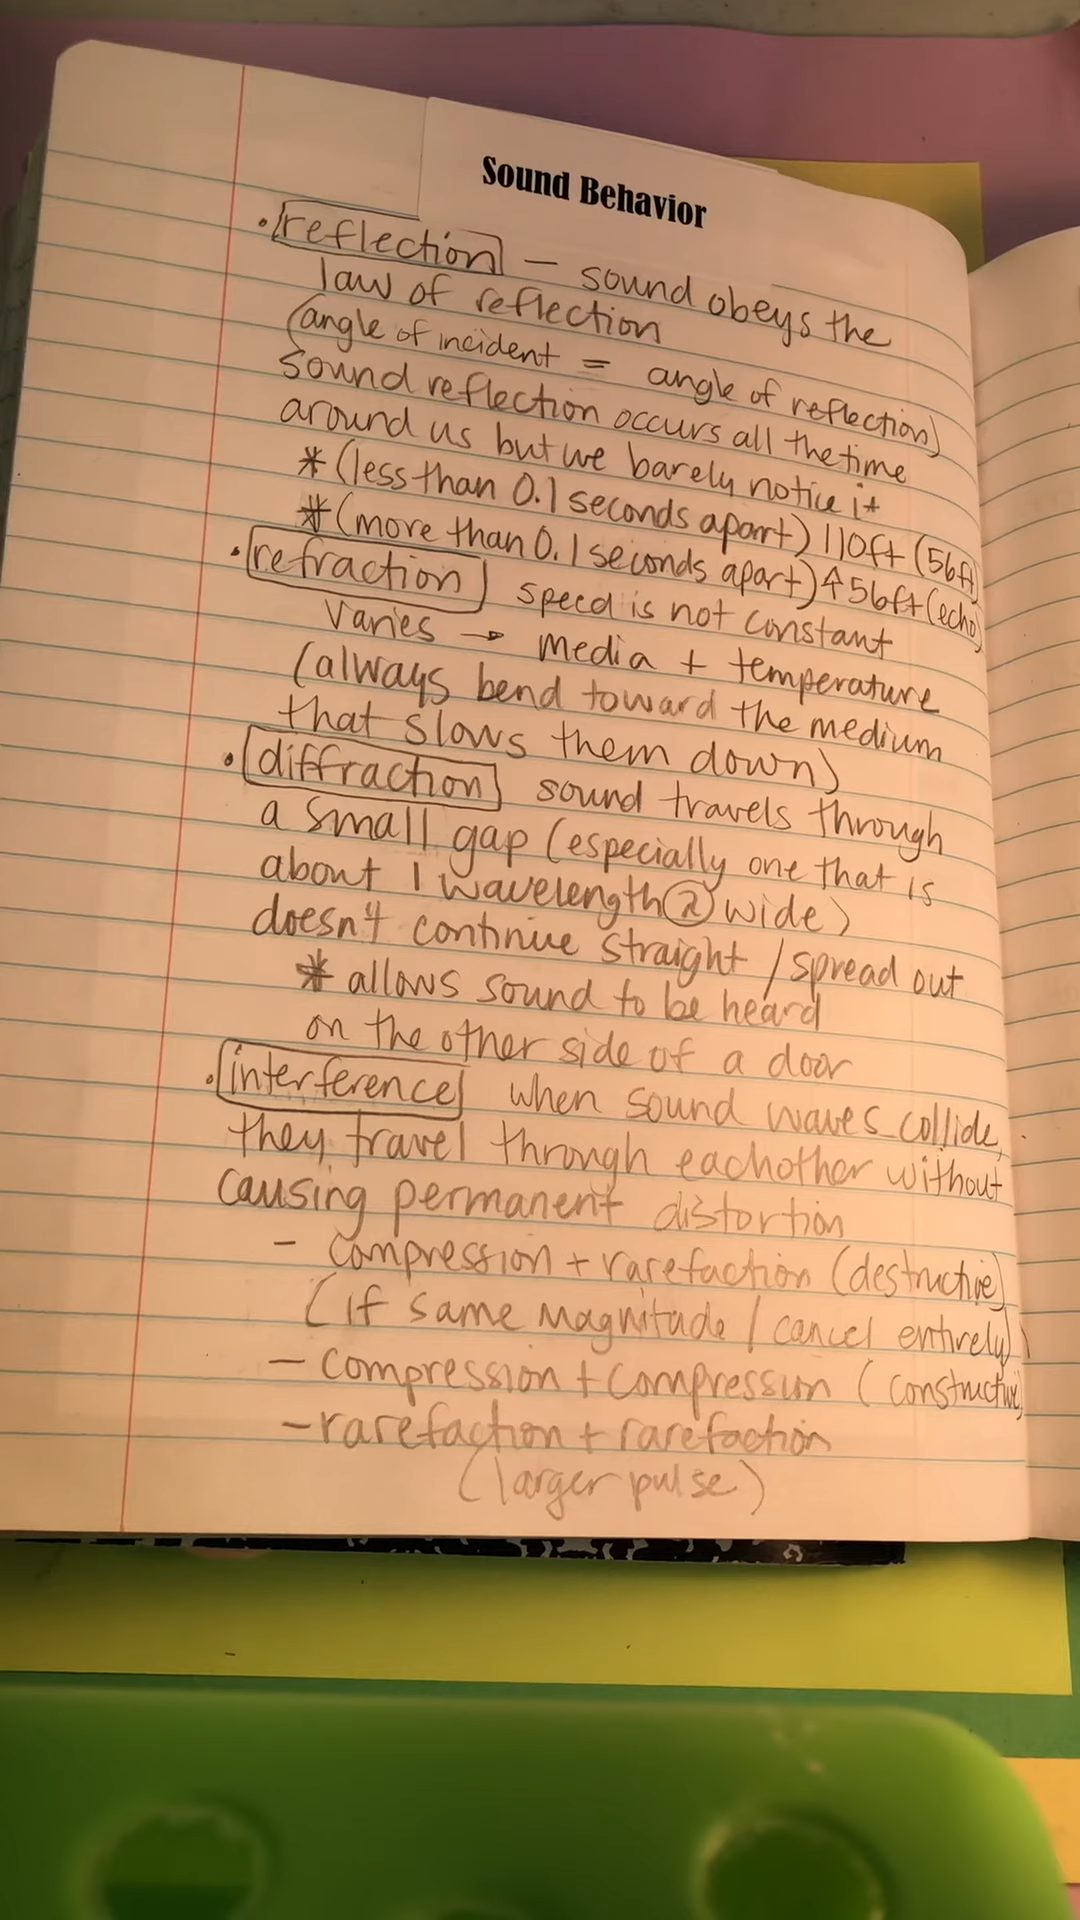 Sound Behavior
• reflection – sound obeys the
law of reflection
(angle of incident = angle of reflection)
Sound reflection occurs all the time
around us but we barely notice it
* (less than 0.1 seconds apart) 110ft (56ft)
* (more than 0.1 seconds apart) ↑56ft (echo)
• refraction speed is not constant
varies → media + temperature
(always bend toward the medium
that slows them down)
• diffraction sound travels through
a small gap (especially one that is
about 1 wavelength λ wide)
doesn't continue straight / spread out
* allows sound to be heard
on the other side of a door
• interference when sound waves collide,
they travel through eachother without
causing permanent distortion
- compression + rarefaction (destructive)
(if same magnitude / cancel entirely)
- compression + compression (constructive)
- rarefaction + rarefaction
(larger pulse)